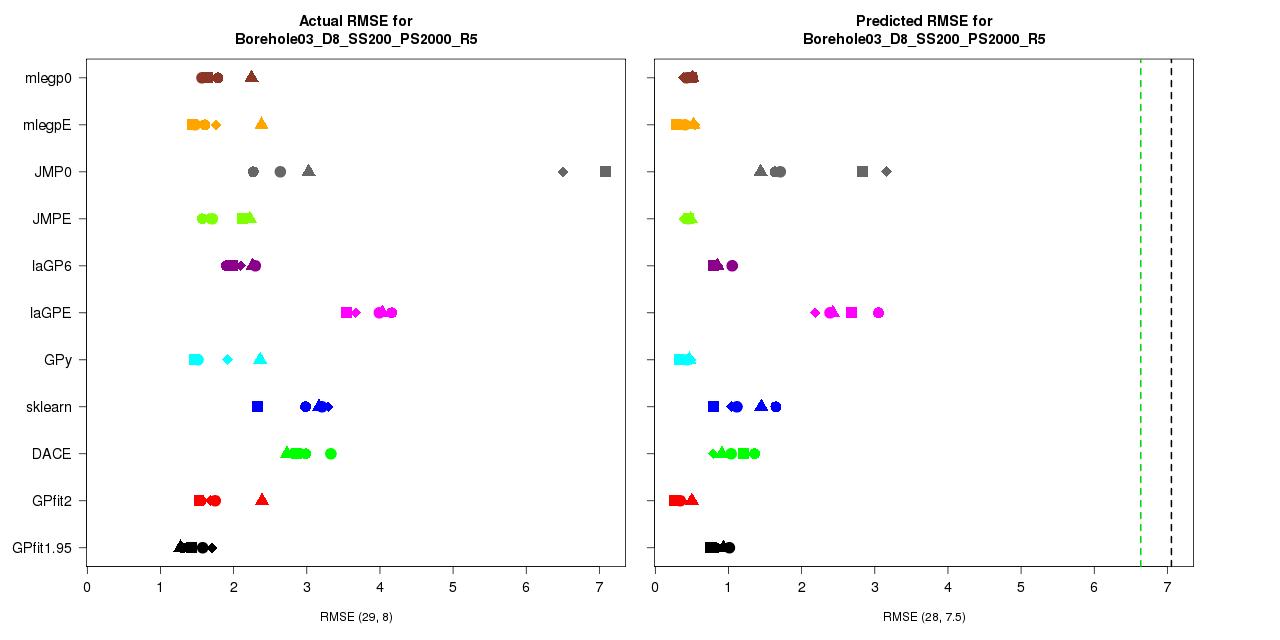 Actual RMSE for
Borehole03_D8_SS200_PS2000_R5
mlegp0
mlegpE
JMP0
JMPE
laGP6
laGPE
GPy
sklearn
DACE
GPfit2
GPfit1.95
0 1 2 3 4 5 6 7
RMSE (29, 8)
Predicted RMSE for
Borehole03_D8_SS200_PS2000_R5
0 1 2 3 4 5 6 7
RMSE (28, 7.5)